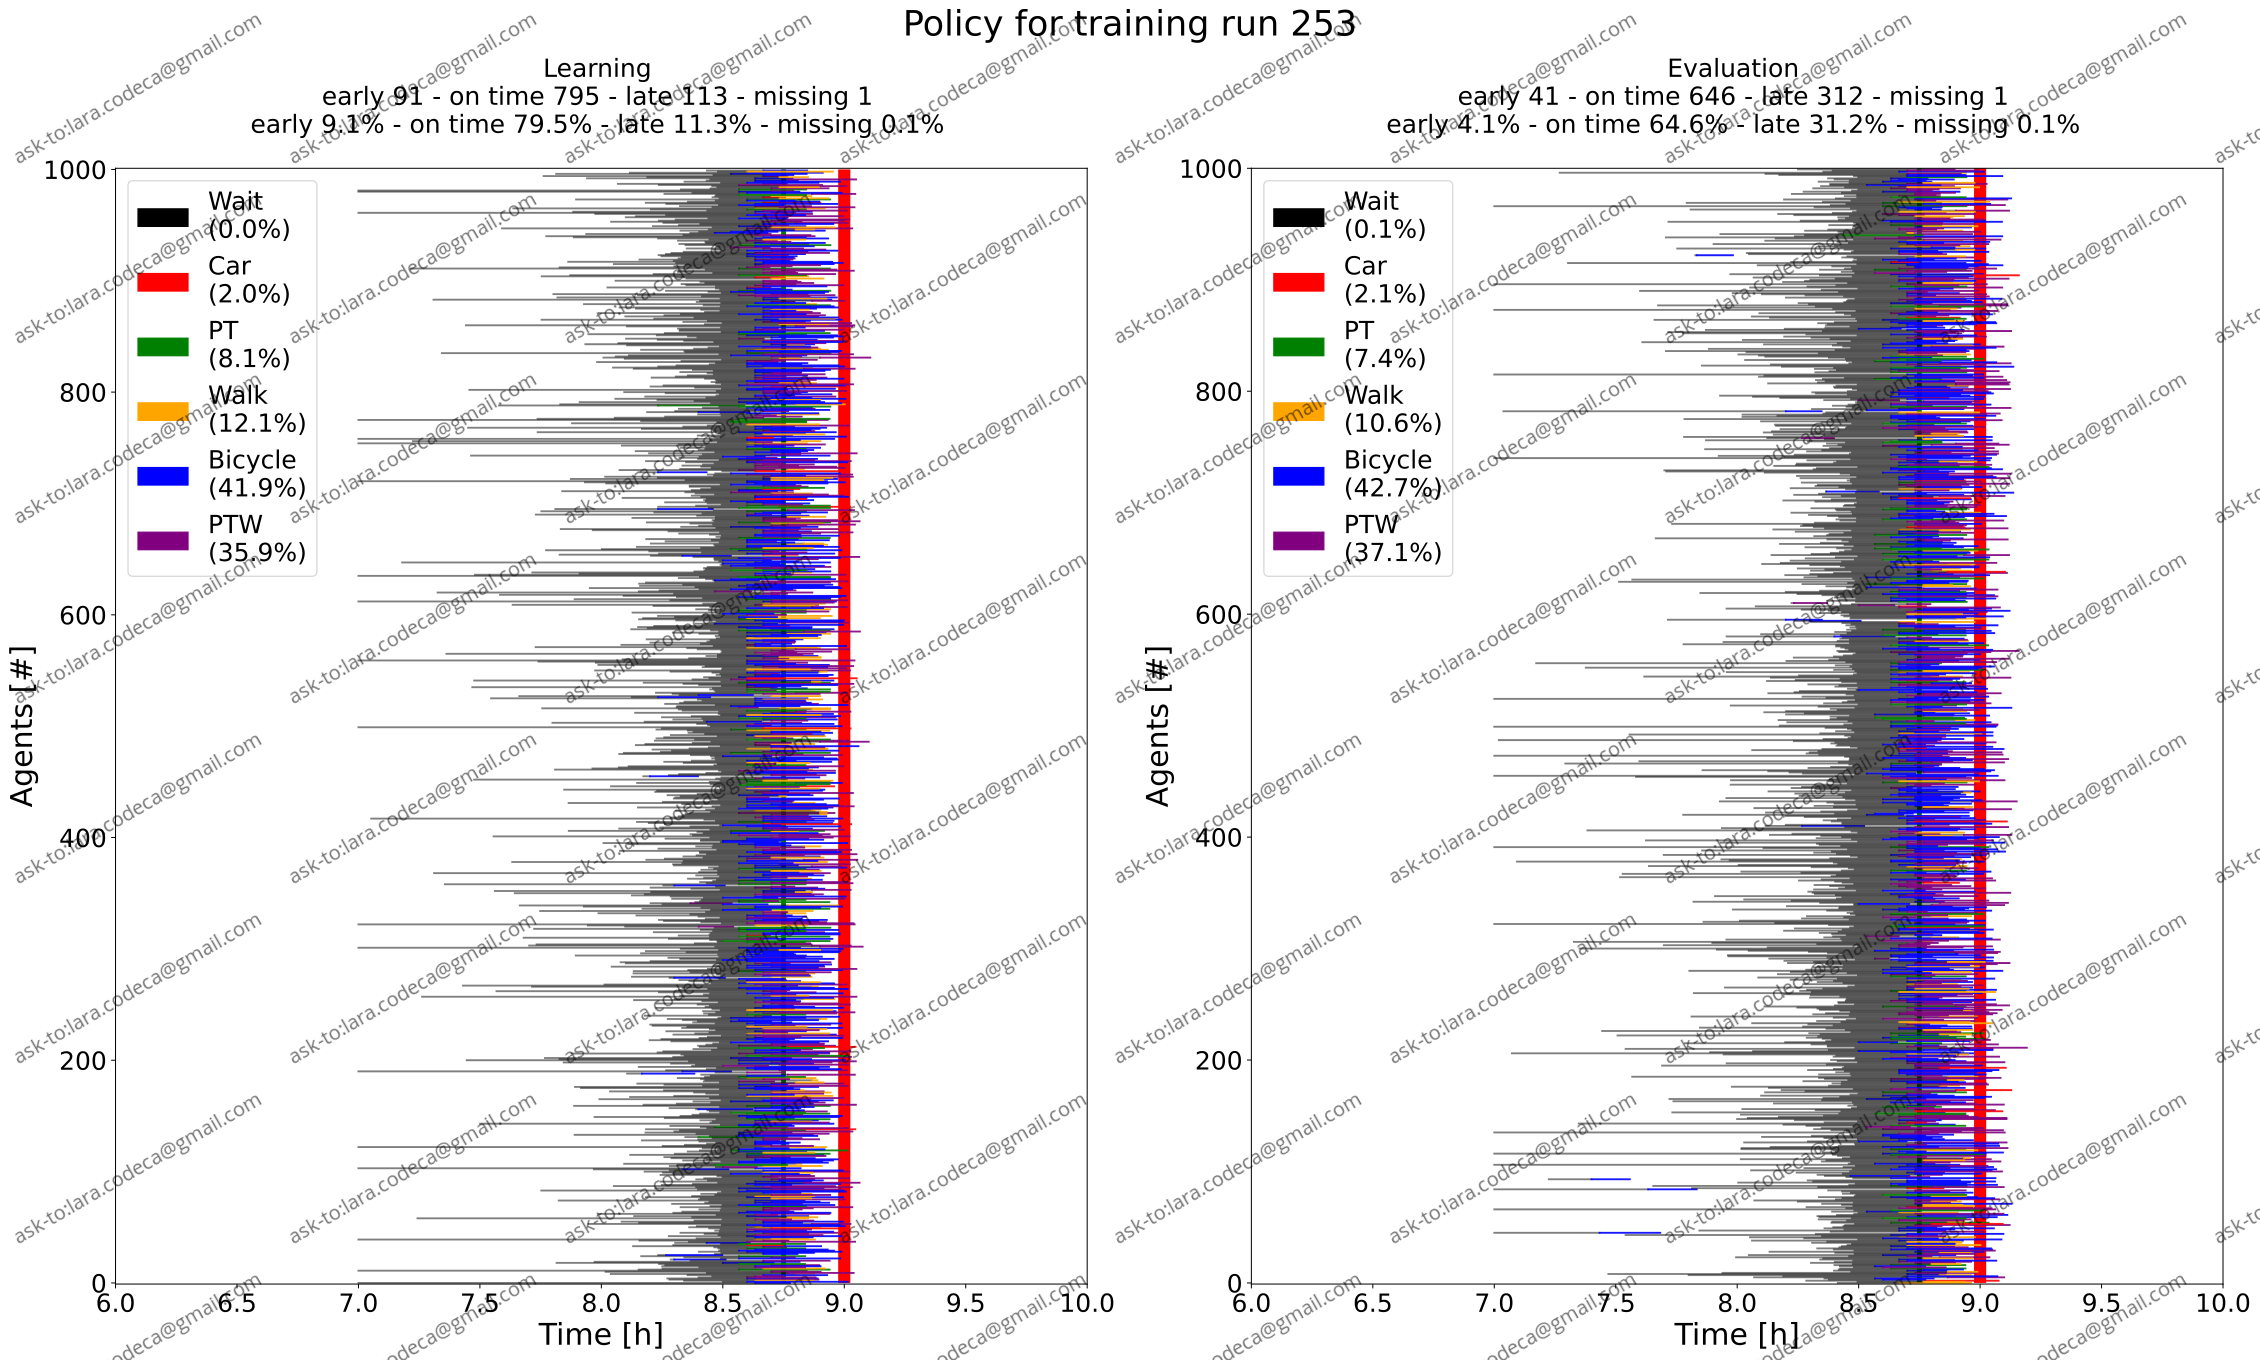 Policy for training run 253
Learning
early 91 - on time 795 - late 113 - missing 1
early 9.1% - on time 79.5% - late 11.3% - missing 0.1%
1000
800
600
400
200
0
Agents [#]
Wait
(0.0%)
Car
(2.0%)
PT
(8.1%)
Walk
(12.1%)
Bicycle
(41.9%)
PTW
(35.9%)
6.0 6.5 7.0 7.5 8.0 8.5 9.0 9.5 10.0
Time [h]
Evaluation
early 41 - on time 646 - late 312 - missing 1
early 4.1% - on time 64.6% - late 31.2% - missing 0.1%
1000
800
600
400
200
0
Agents [#]
Wait
(0.1%)
Car
(2.1%)
PT
(7.4%)
Walk
(10.6%)
Bicycle
(42.7%)
PTW
(37.1%)
6.0 6.5 7.0 7.5 8.0 8.5 9.0 9.5 10.0
Time [h]
ask-to:lara.codeca@gmail.com